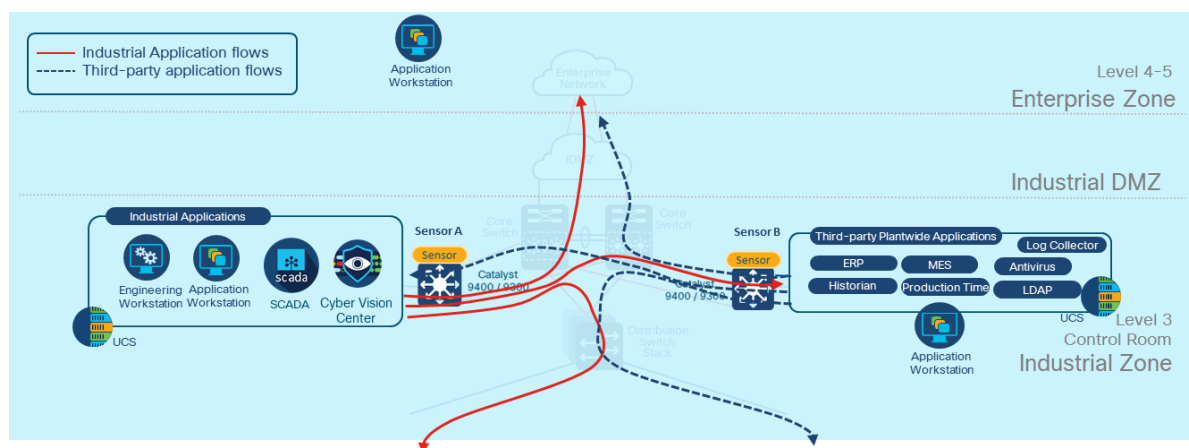 Industrial Application flows
Third-party application flows
Application
Workstation
Enterprise
Network
Level 4-5
Enterprise Zone
IDMZ
Industrial DMZ
Industrial Applications
Engineering
Workstation
Application
Workstation
scada
SCADA
Cyber Vision
Center
UCS
Sensor A
Sensor
Catalyst
9400 / 9300
Core
Switch
Core
Switch
Sensor B
Sensor
Catalyst
9400 / 9300
Distribution
Switch
Stack
Third-party Plantwide Applications
Log Collector
ERP
MES
Antivirus
Historian
Production Time
LDAP
UCS
Application
Workstation
Level 3
Control Room
Industrial Zone